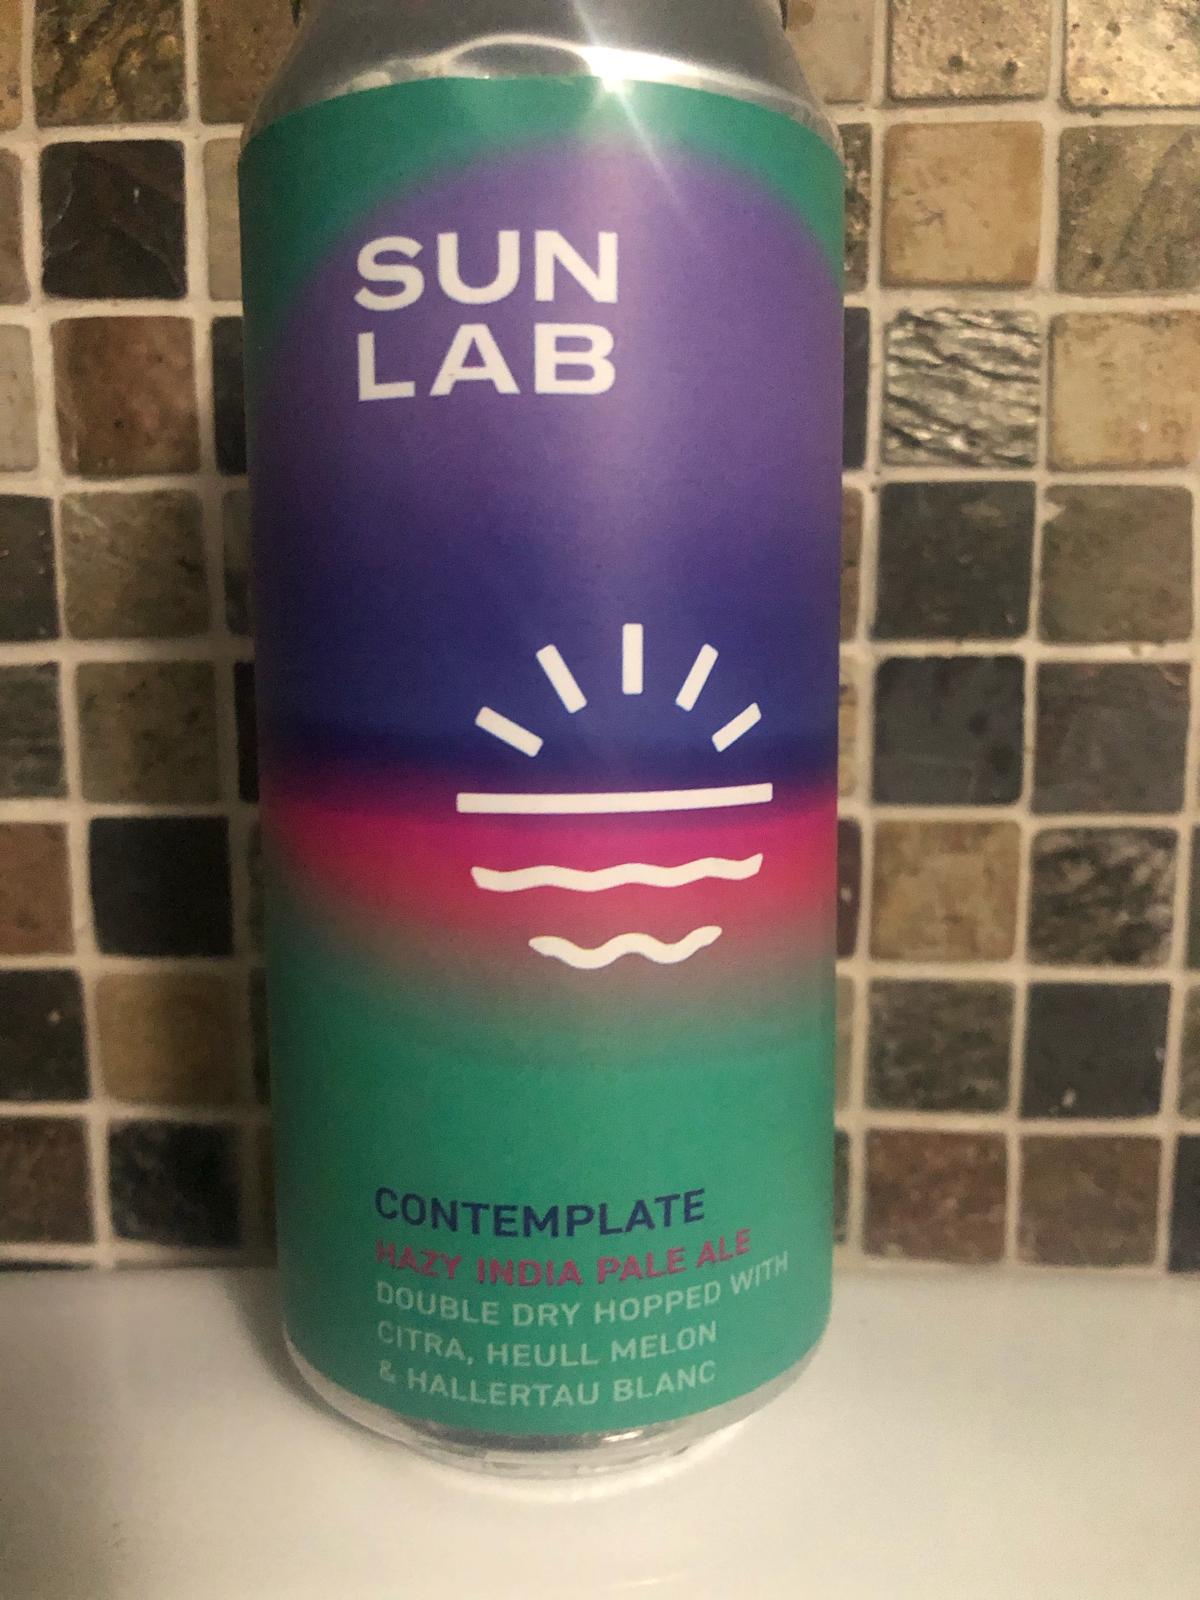 SUN
LAB
CONTEMPLATE
HAZY INDIA PALE ALE
DOUBLE DRY HOPPED WITH
CITRA, HEULL MELON
& HALLERTAU BLANC